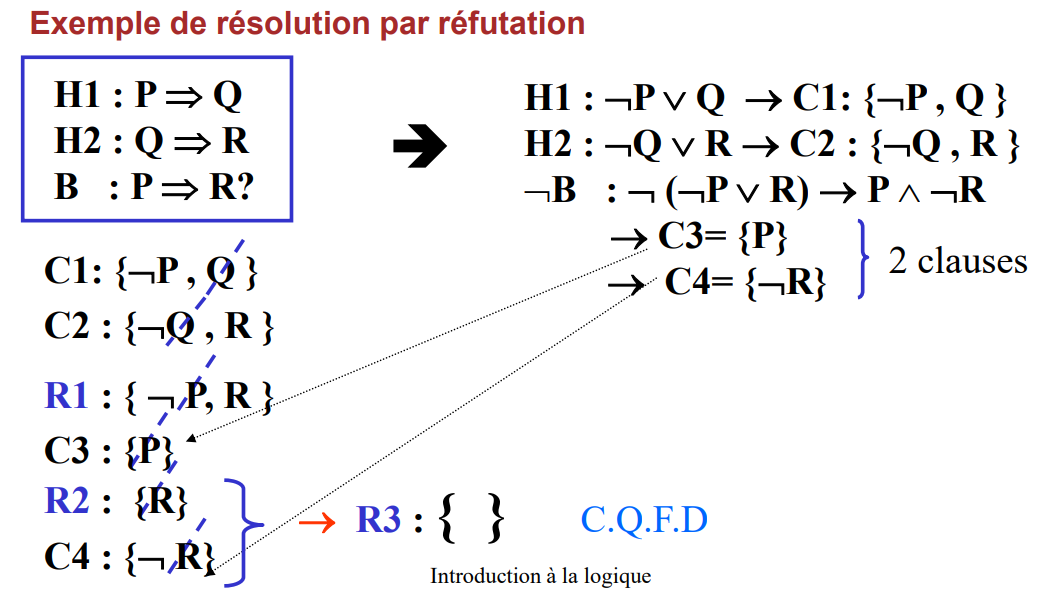 Exemple de résolution par réfutation
H1 : P ⇒ Q
H2 : Q ⇒ R
B : P ⇒ R?
H1 : ¬P ∨ Q → C1: {¬P , Q }
H2 : ¬Q ∨ R → C2 : {¬Q , R }
¬B : ¬ (¬P ∨ R) → P ∧ ¬R
→ C3= {P}
→ C4= {¬R}
2 clauses
C1: {¬P , Q }
C2 : {¬Q , R }
R1 : { ¬ P, R }
C3 : {P}
R2 : {R}
C4 : {¬ R}
→ R3 : { }
C.Q.F.D
Introduction à la logique